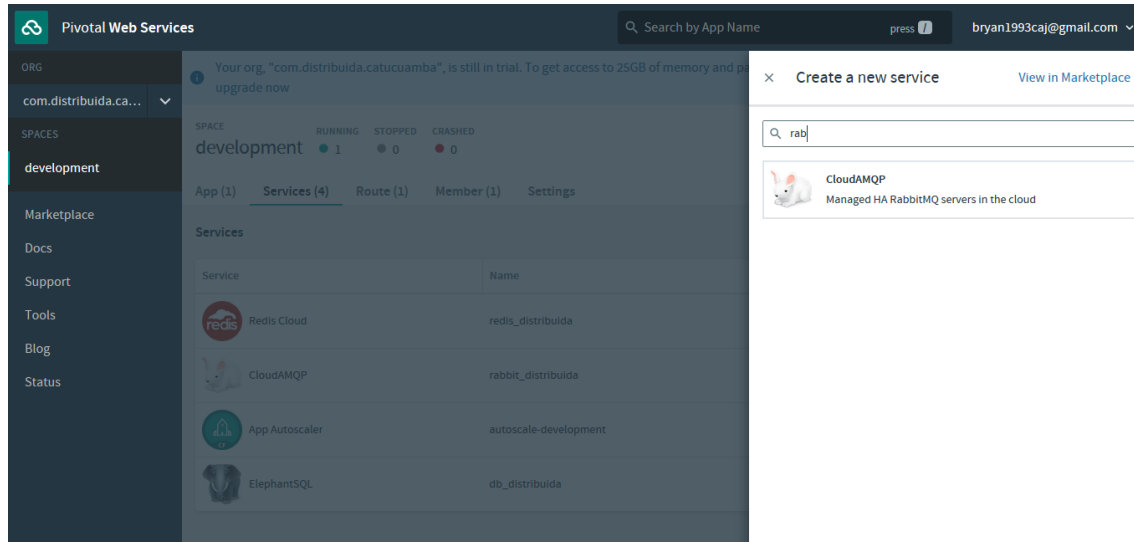 Pivotal Web Services
Search by App Name
press /
bryan1993caj@gmail.com
ORG
com.distribuida.ca...
SPACES
development
Marketplace
Docs
Support
Tools
Blog
Status
Your org, "com.distribuida.catucuamba", is still in trial. To get access to 25GB of memory and
upgrade now
SPACE
development
RUNNING
1
STOPPED
0
CRASHED
0
App (1)
Services (4)
Route (1)
Member (1)
Settings
Services
Service
Name
redis
Redis Cloud
redis_distribuida
CloudAMQP
rabbit_distribuida
CF
App Autoscaler
autoscale-development
ElephantSQL
db_distribuida
× Create a new service
View in Marketplace
rab
CloudAMQP
Managed HA RabbitMQ servers in the cloud